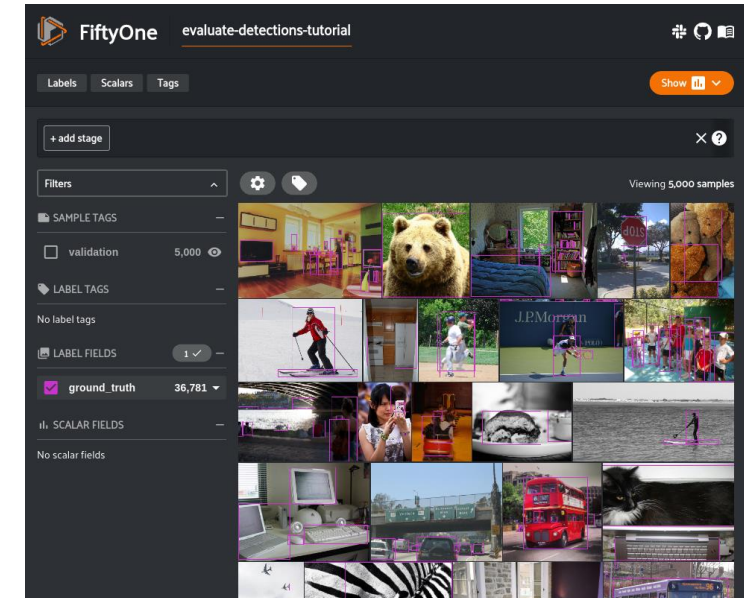 FiftyOne
evaluate-detections-tutorial
Labels
Scalars
Tags
Show
+ add stage
Filters
Viewing 5,000 samples
SAMPLE TAGS
validation
5,000
LABEL TAGS
No label tags
LABEL FIELDS
1
ground_truth
36,781
SCALAR FIELDS
No scalar fields
STOP
J.P.Morgan